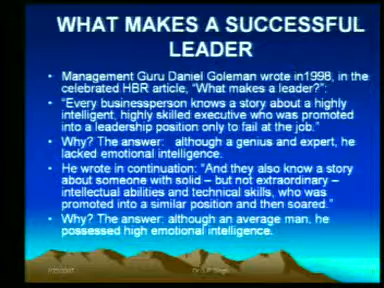 WHAT MAKES A SUCCESSFUL
LEADER
• Management Guru Daniel Goleman wrote in1998, in the
celebrated HBR article, “What makes a leader?”:
• “Every businessperson knows a story about a highly
intelligent, highly skilled executive who was promoted
into a leadership position only to fail at the job.”
• Why? The answer: although a genius and expert, he
lacked emotional intelligence.
• He wrote in continuation: “And they also know a story
about someone with solid – but not extraordinary –
intellectual abilities and technical skills, who was
promoted into a similar position and then soared.”
• Why? The answer: although an average man, he
possessed high emotional intelligence.